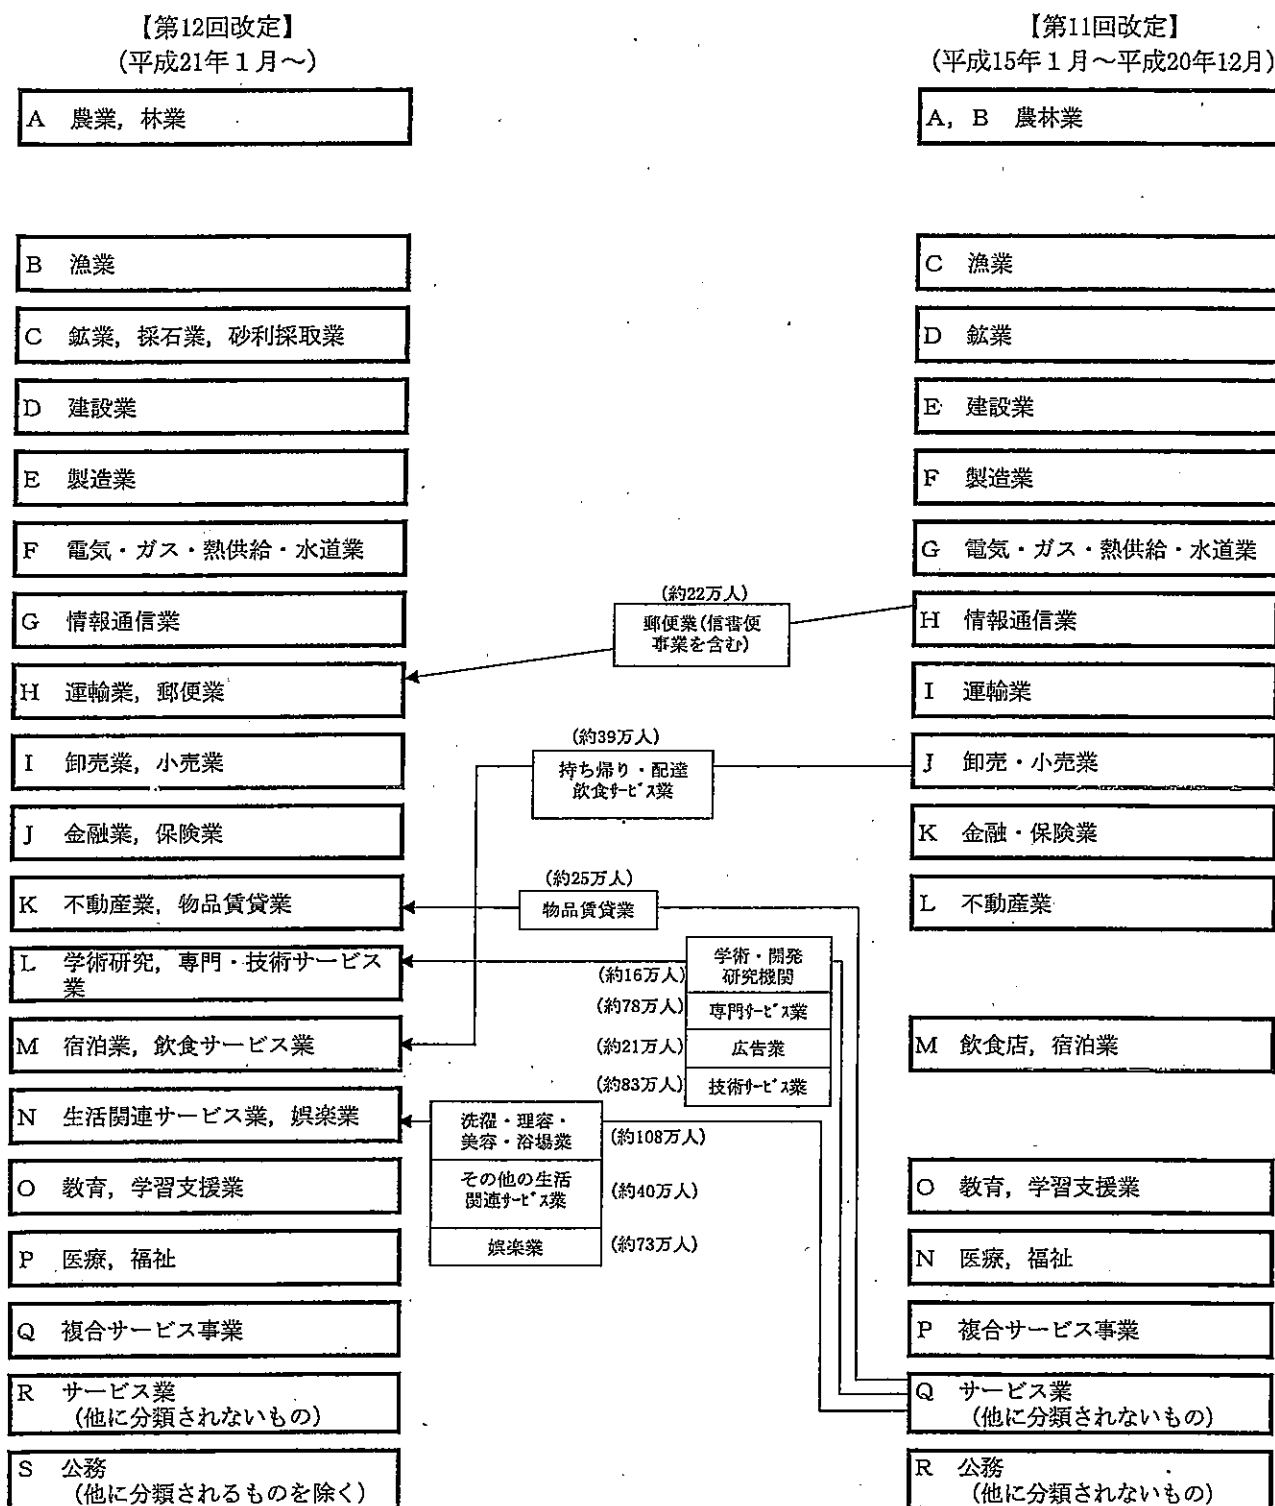 【第12回改定】
(平成21年１月～)
A 農業，林業
B 漁業
C 鉱業，採石業，砂利採取業
D 建設業
E 製造業
F 電気・ガス・熱供給・水道業
G 情報通信業
H 運輸業，郵便業
I 卸売業，小売業
J 金融業，保険業
K 不動産業，物品賃貸業
L 学術研究，専門・技術サービス
業
M 宿泊業，飲食サービス業
N 生活関連サービス業，娯楽業
O 教育，学習支援業
P 医療，福祉
Q 複合サービス事業
R サービス業
(他に分類されないもの)
S 公務
(他に分類されるものを除く)
(約22万人)
郵便業(信書便
事業を含む)
(約39万人)
持ち帰り・配達
飲食ｻｰﾋﾞｽ業
(約25万人)
物品賃貸業
学術・開発
研究機関
(約16万人)
(約78万人)
専門ｻｰﾋﾞｽ業
(約21万人)
広告業
(約83万人)
技術ｻｰﾋﾞｽ業
洗濯・理容・
美容・浴場業
(約108万人)
その他の生活
関連ｻｰﾋﾞｽ業
(約40万人)
娯楽業
(約73万人)
【第11回改定】
(平成15年１月～平成20年12月)
A，B 農林業
C 漁業
D 鉱業
E 建設業
F 製造業
G 電気・ガス・熱供給・水道業
H 情報通信業
I 運輸業
J 卸売・小売業
K 金融・保険業
L 不動産業
M 飲食店，宿泊業
O 教育，学習支援業
N 医療，福祉
P 複合サービス事業
Q サービス業
(他に分類されないもの)
R 公務
(他に分類されないもの)